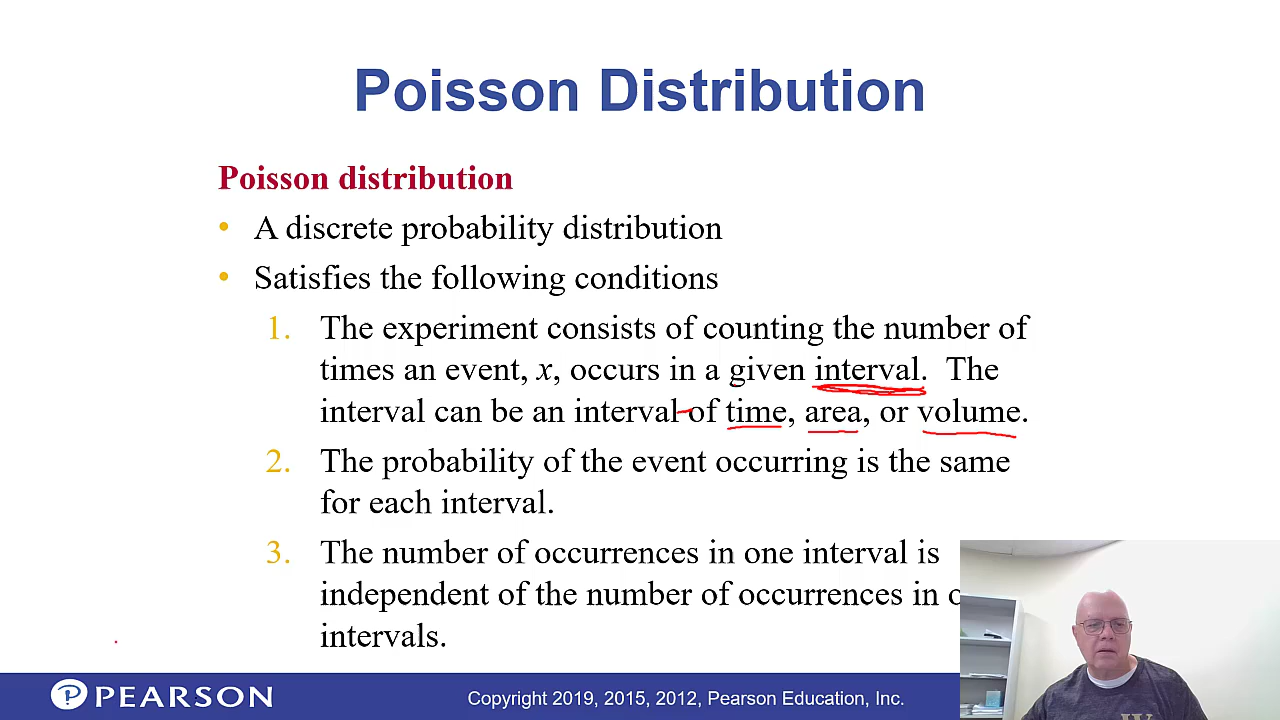 Poisson Distribution
Poisson distribution
• A discrete probability distribution
• Satisfies the following conditions
1. The experiment consists of counting the number of
times an event, x, occurs in a given interval. The
interval can be an interval of time, area, or volume.
2. The probability of the event occurring is the same
for each interval.
3. The number of occurrences in one interval is
independent of the number of occurrences in
intervals.
PEARSON
Copyright 2019, 2015, 2012, Pearson Education, Inc.